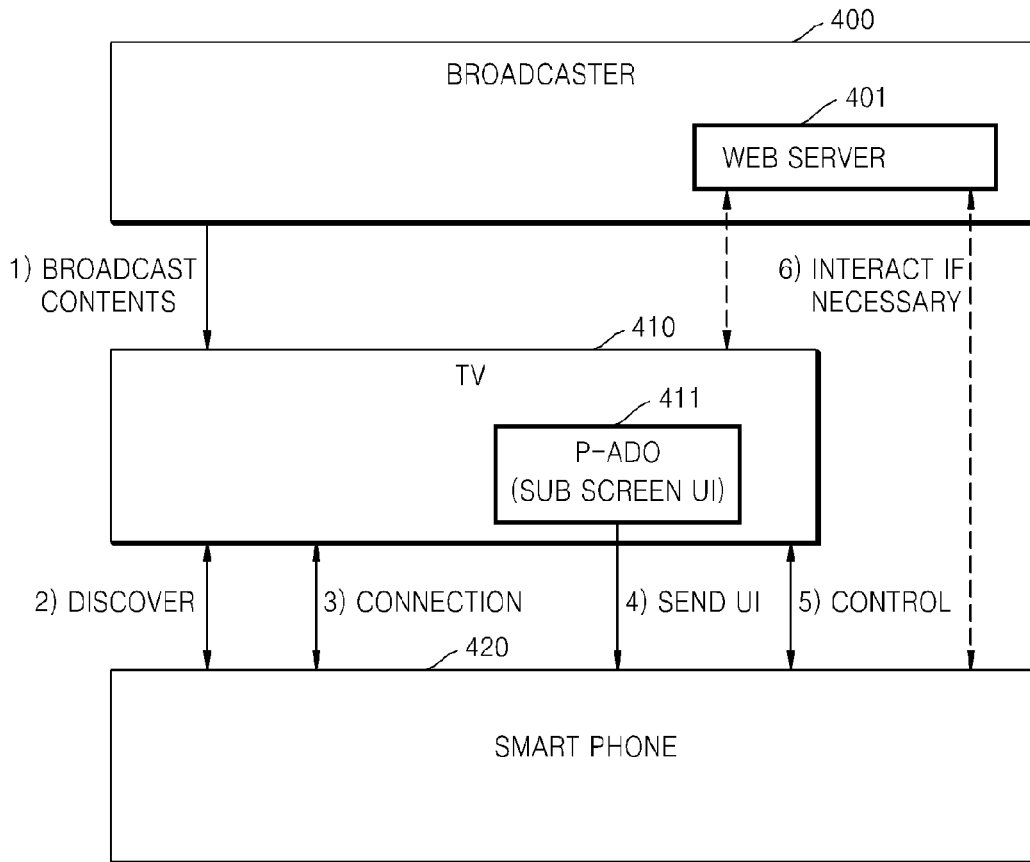 400
BROADCASTER
401
WEB SERVER
1) BROADCAST
CONTENTS
6) INTERACT IF
NECESSARY
410
TV
411
P-ADO
(SUB SCREEN UI)
2) DISCOVER
3) CONNECTION
4) SEND UI
5) CONTROL
420
SMART PHONE